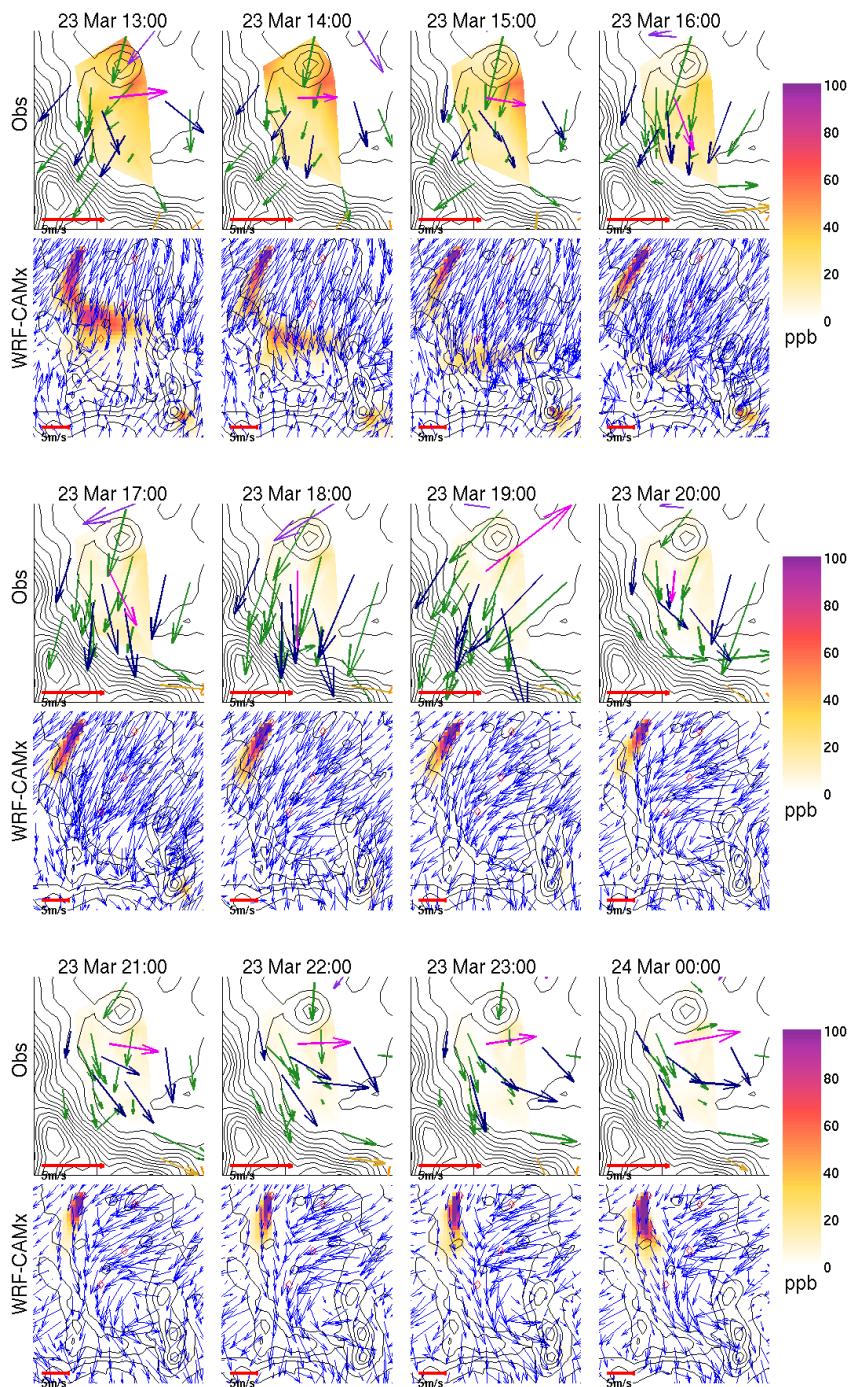 23 Mar 13:00 23 Mar 14:00 23 Mar 15:00 23 Mar 16:00
Obs
5m/s 5m/s 5m/s 5m/s
WRF-CAMx
5m/s 5m/s 5m/s 5m/s
100
80
60
40
20
0
ppb
23 Mar 17:00 23 Mar 18:00 23 Mar 19:00 23 Mar 20:00
Obs
5m/s 5m/s 5m/s 5m/s
WRF-CAMx
5m/s 5m/s 5m/s 5m/s
100
80
60
40
20
0
ppb
23 Mar 21:00 23 Mar 22:00 23 Mar 23:00 24 Mar 00:00
Obs
5m/s 5m/s 5m/s 5m/s
WRF-CAMx
5m/s 5m/s 5m/s 5m/s
100
80
60
40
20
0
ppb